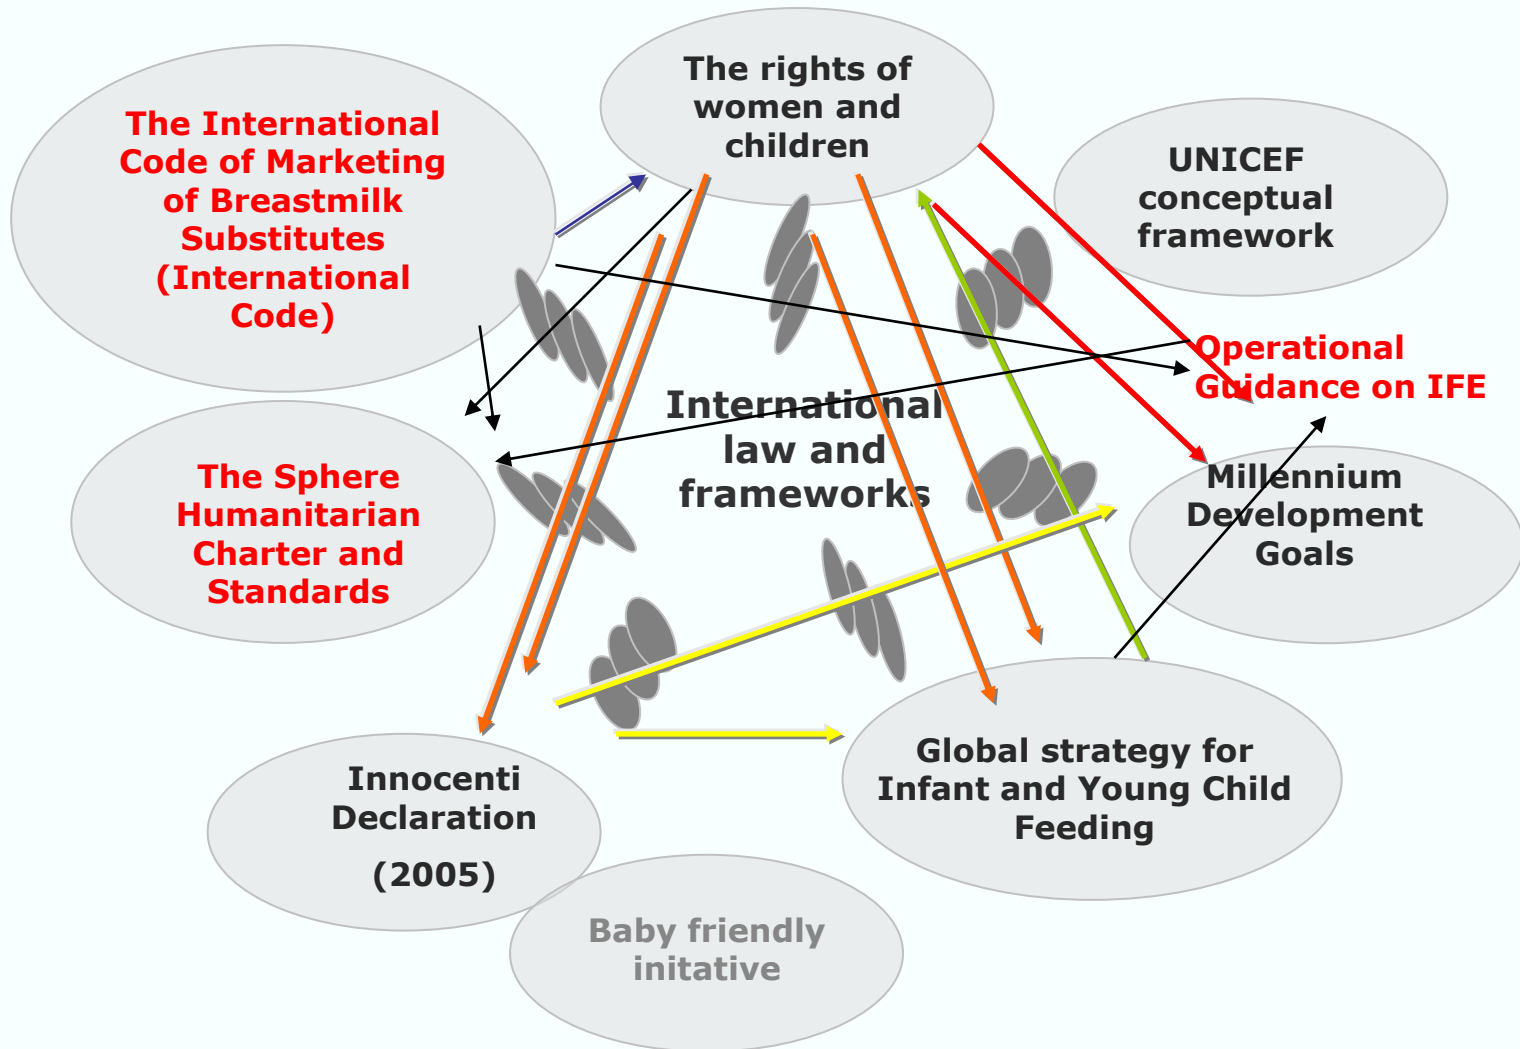 The rights of
women and
children
The International
Code of Marketing
of Breastmilk
Substitutes
(International
Code)
UNICEF
conceptual
framework
Operational
Guidance on IFE
International
law and
frameworks
The Sphere
Humanitarian
Charter and
Standards
Millennium
Development
Goals
Innocenti
Declaration
(2005)
Global strategy for
Infant and Young Child
Feeding
Baby friendly
initative